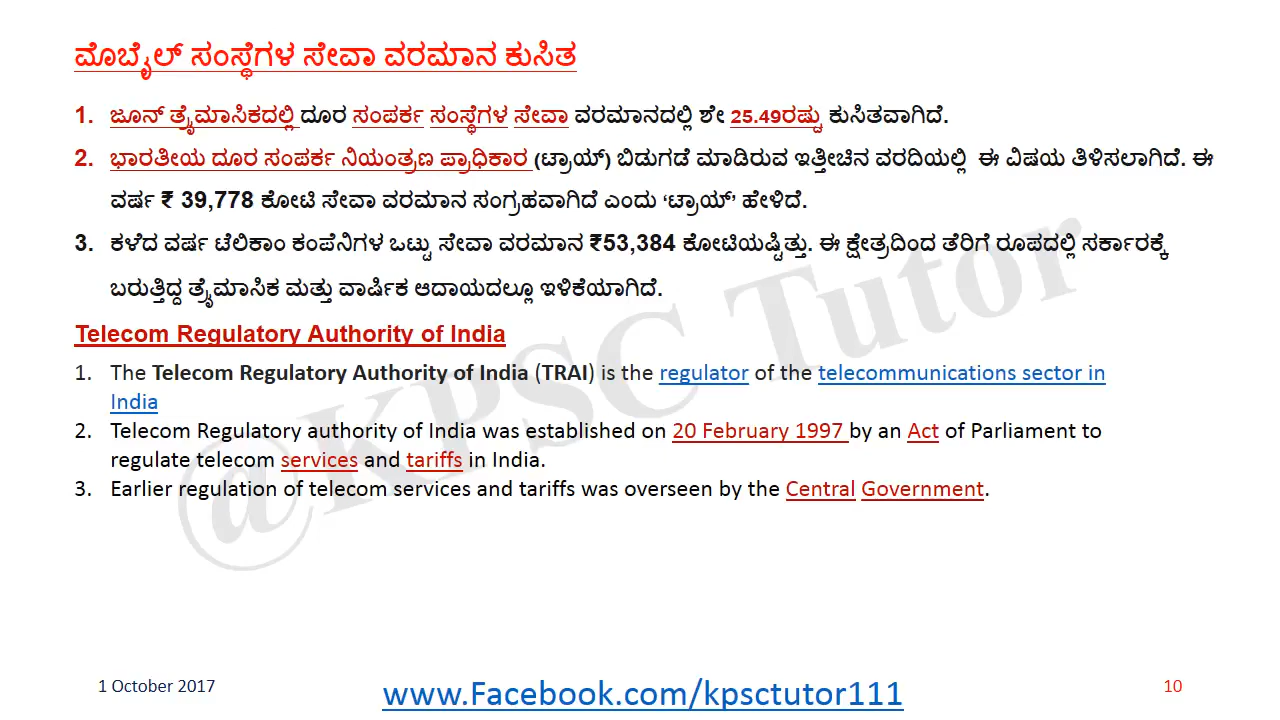 ಮೊಬೈಲ್ ಸಂಸ್ಥೆಗಳ ಸೇವಾ ವರಮಾನ ಕುಸಿತ
1. ಜೂನ್ ತ್ರೈಮಾಸಿಕದಲ್ಲಿ ದೂರ ಸಂಪರ್ಕ ಸಂಸ್ಥೆಗಳ ಸೇವಾ ವರಮಾನದಲ್ಲಿ ಶೇ 25.49ರಷ್ಟು ಕುಸಿತವಾಗಿದೆ.
2. ಭಾರತೀಯ ದೂರ ಸಂಪರ್ಕ ನಿಯಂತ್ರಣ ಪ್ರಾಧಿಕಾರ (ಟ್ರಾಯ್) ಬಿಡುಗಡೆ ಮಾಡಿರುವ ಇತ್ತೀಚಿನ ವರದಿಯಲ್ಲಿ ಈ ವಿಷಯ ತಿಳಿಸಲಾಗಿದೆ. ಈ
ವರ್ಷ ₹ 39,778 ಕೋಟಿ ಸೇವಾ ವರಮಾನ ಸಂಗ್ರಹವಾಗಿದೆ ಎಂದು ‘ಟ್ರಾಯ್’ ಹೇಳಿದೆ.
3. ಕಳೆದ ವರ್ಷ ಟೆಲಿಕಾಂ ಕಂಪೆನಿಗಳ ಒಟ್ಟು ಸೇವಾ ವರಮಾನ ₹53,384 ಕೋಟಿಯಷ್ಟಿತ್ತು. ಈ ಕ್ಷೇತ್ರದಿಂದ ತೆರಿಗೆ ರೂಪದಲ್ಲಿ ಸರ್ಕಾರಕ್ಕೆ
ಬರುತ್ತಿದ್ದ ತ್ರೈಮಾಸಿಕ ಮತ್ತು ವಾರ್ಷಿಕ ಆದಾಯದಲ್ಲೂ ಇಳಿಕೆಯಾಗಿದೆ.
Telecom Regulatory Authority of India
1. The Telecom Regulatory Authority of India (TRAI) is the regulator of the telecommunications sector in
India
2. Telecom Regulatory authority of India was established on 20 February 1997 by an Act of Parliament to
regulate telecom services and tariffs in India.
3. Earlier regulation of telecom services and tariffs was overseen by the Central Government.
@KPSC Tutor
1 October 2017
www.Facebook.com/kpsctutor111
10